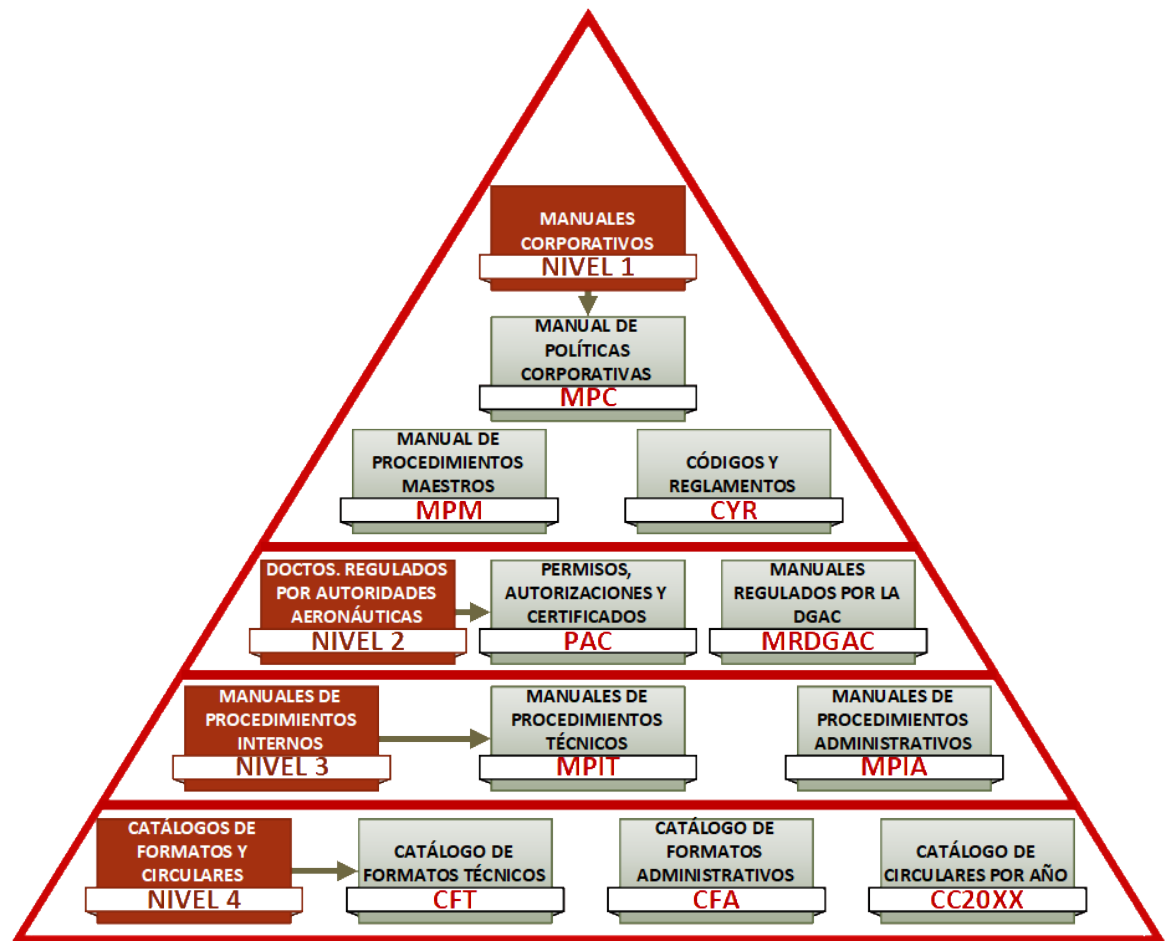 MANUALES
CORPORATIVOS
NIVEL 1
MANUAL DE
POLÍTICAS
CORPORATIVAS
MPC
MANUAL DE
PROCEDIMIENTOS
MAESTROS
MPM
CÓDIGOS Y
REGLAMENTOS
CYR
DOCTOS. REGULADOS
POR AUTORIDADES
AERONÁUTICAS
NIVEL 2
PERMISOS,
AUTORIZACIONES Y
CERTIFICADOS
PAC
MANUALES
REGULADOS POR LA
DGAC
MRDGAC
MANUALES DE
PROCEDIMIENTOS
INTERNOS
NIVEL 3
MANUALES DE
PROCEDIMIENTOS
TÉCNICOS
MPIT
MANUALES DE
PROCEDIMIENTOS
ADMINISTRATIVOS
MPIA
CATÁLOGOS DE
FORMATOS Y
CIRCULARES
NIVEL 4
CATÁLOGO DE
FORMATOS TÉCNICOS
CFT
CATÁLOGO DE
FORMATOS
ADMINISTRATIVOS
CFA
CATÁLOGO DE
CIRCULARES POR AÑO
CC20XX